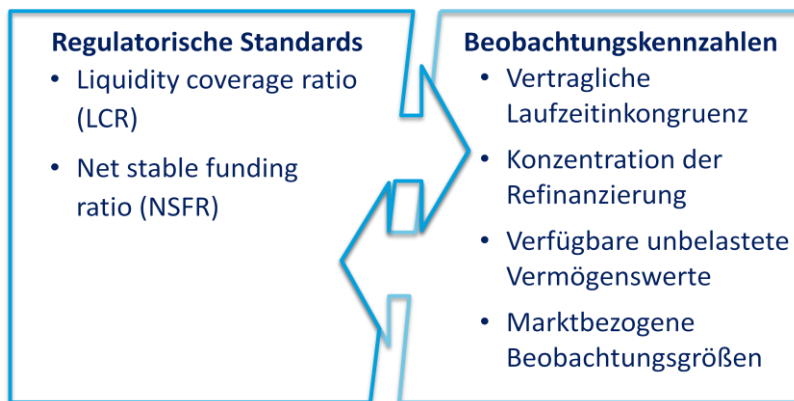 Regulatorische Standards
• Liquidity coverage ratio
(LCR)
• Net stable funding
ratio (NSFR)
Beobachtungskennzahlen
• Vertragliche
Laufzeitinkongruenz
• Konzentration der
Refinanzierung
• Verfügbare unbelastete
Vermögenswerte
• Marktbezogene
Beobachtungsgrößen